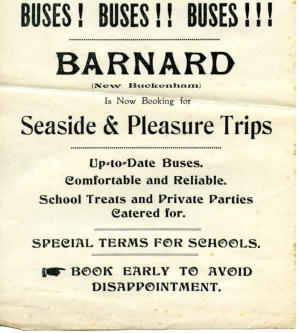 BUSES! BUSES!! BUSES!!!
BARNARD
(New Buckenham)
Is Now Booking for
Seaside & Pleasure Trips
Up-to-Date Buses.
Comfortable and Reliable.
School Treats and Private Parties
Catered for.
SPECIAL TERMS FOR SCHOOLS.
☛ BOOK EARLY TO AVOID
DISAPPOINTMENT.